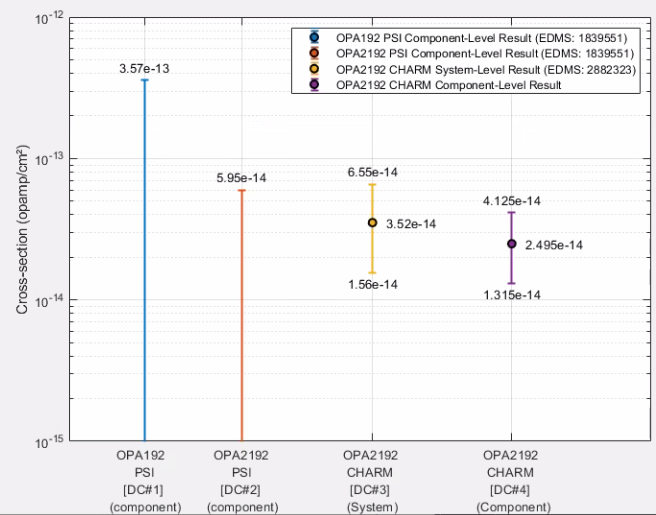 10^-12
10^-13
10^-14
10^-15
Cross-section (opamp/cm²)
OPA192 PSI Component-Level Result (EDMS: 1839551)
OPA2192 PSI Component-Level Result (EDMS: 1839551)
OPA2192 CHARM System-Level Result (EDMS: 2882323)
OPA2192 CHARM Component-Level Result
3.57e-13
5.95e-14
6.55e-14
3.52e-14
1.56e-14
4.125e-14
2.495e-14
1.315e-14
OPA192
PSI
[DC#1]
(component)
OPA2192
PSI
[DC#2]
(component)
OPA2192
CHARM
[DC#3]
(System)
OPA2192
CHARM
[DC#4]
(Component)